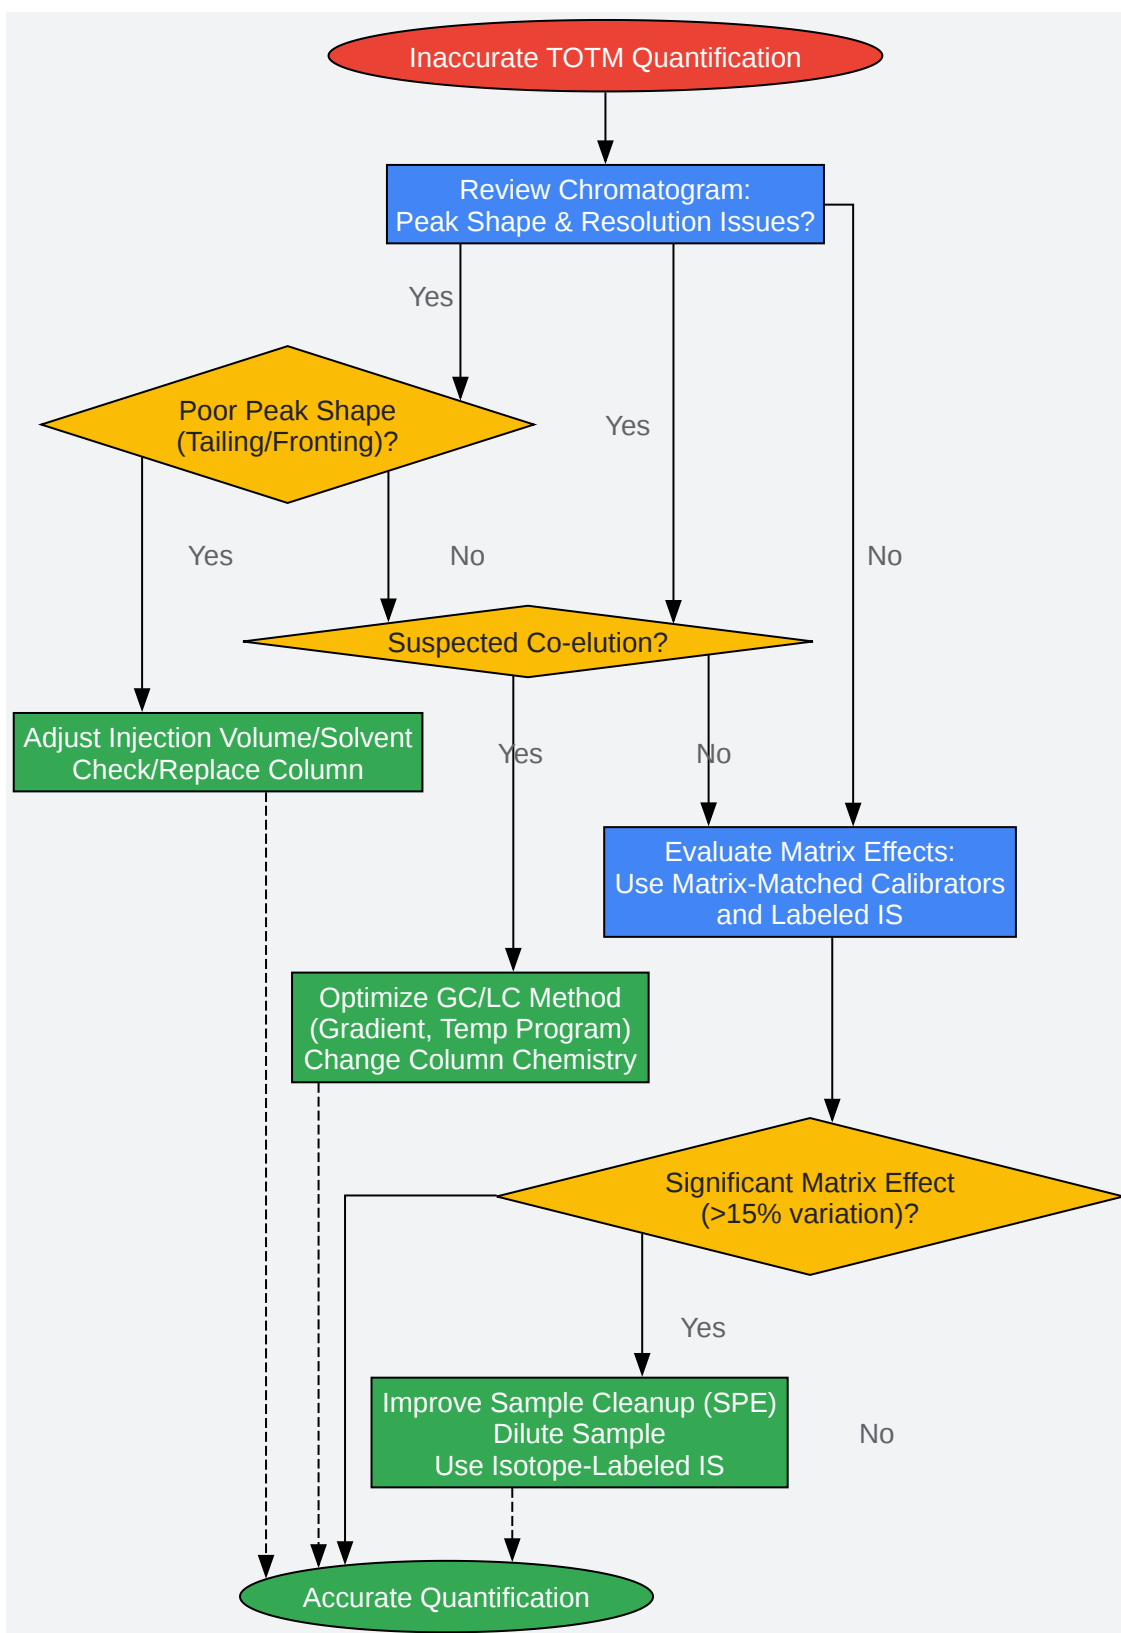 Inaccurate TOTM Quantification
Review Chromatogram:
Peak Shape & Resolution Issues?
Yes
Poor Peak Shape
(Tailing/Fronting)?
Yes
Yes
No
No
Suspected Co-elution?
Adjust Injection Volume/Solvent
Check/Replace Column
Yes
No
Evaluate Matrix Effects:
Use Matrix-Matched Calibrators
and Labeled IS
Optimize GC/LC Method
(Gradient, Temp Program)
Change Column Chemistry
Significant Matrix Effect
(>15% variation)?
Yes
Improve Sample Cleanup (SPE)
Dilute Sample
Use Isotope-Labeled IS
No
Accurate Quantification